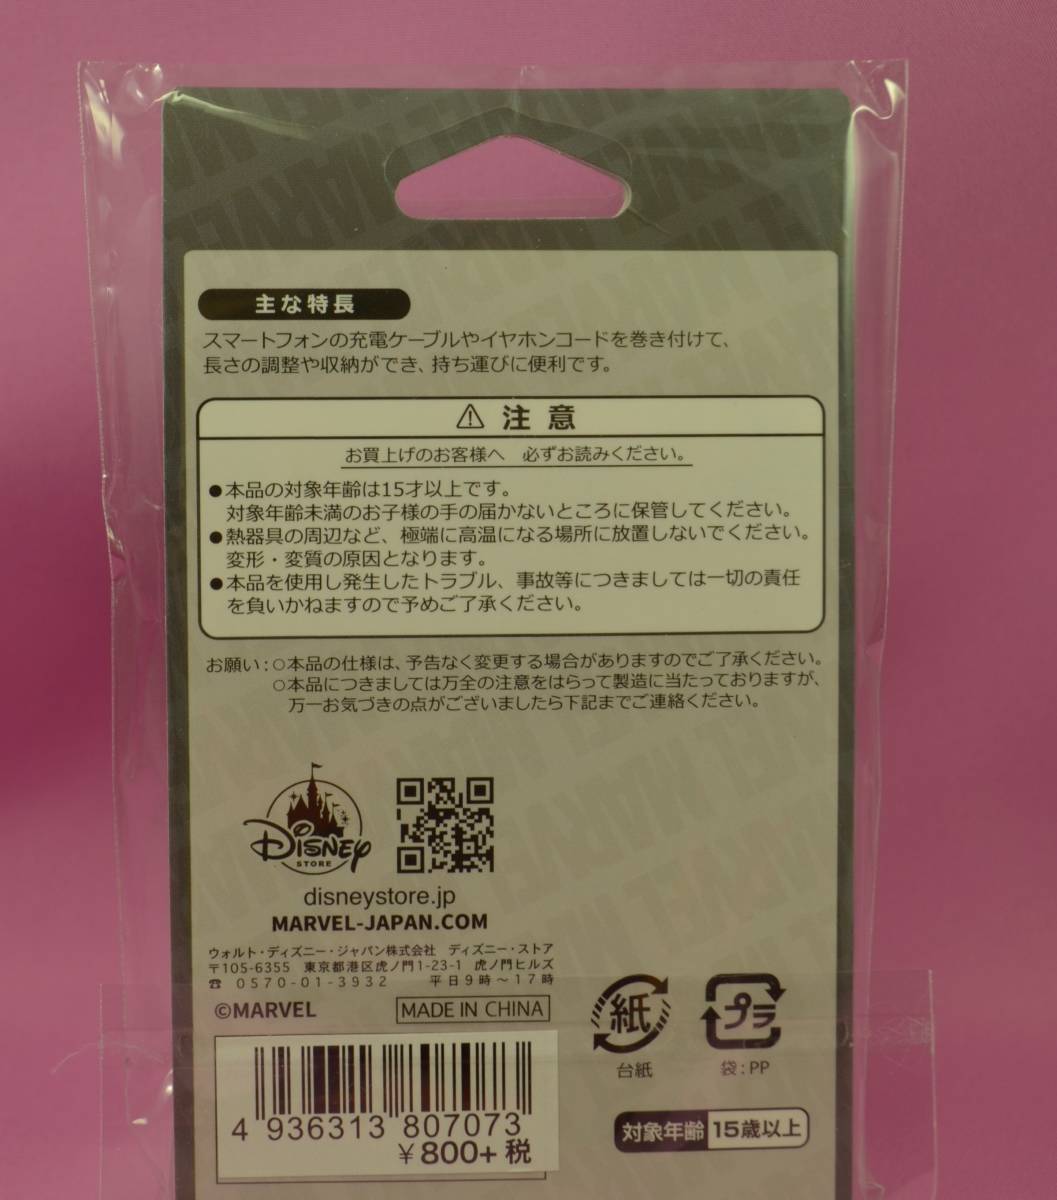 主な特長
スマートフォンの充電ケーブルやイヤホンコードを巻き付けて、
長さの調整や収納ができ、持ち運びに便利です。
⚠ 注意
お買上げのお客様へ 必ずお読みください。
●本品の対象年齢は15才以上です。
対象年齢未満のお子様の手の届かないところに保管してください。
●熱器具の周辺など、極端に高温になる場所に放置しないでください。
変形・変質の原因となります。
●本品を使用し発生したトラブル、事故等につきましては一切の責任
を負いかねますので予めご了承ください。
お願い:○本品の仕様は、予告なく変更する場合がありますのでご了承ください。
○本品につきましては万全の注意をはらって製造に当たっておりますが、
万一お気づきの点がございましたら下記までご連絡ください。
DISNEY
STORE
disneystore.jp
MARVEL-JAPAN.COM
ウォルト・ディズニー・ジャパン株式会社 ディズニー・ストア
〒105-6355 東京都港区虎ノ門1-23-1 虎ノ門ヒルズ
☎ 0570-01-3932 平日9時～17時
©MARVEL MADE IN CHINA
紙 プラ
台紙 袋:PP
4 936313 807073
¥800+税
対象年齢 15歳以上